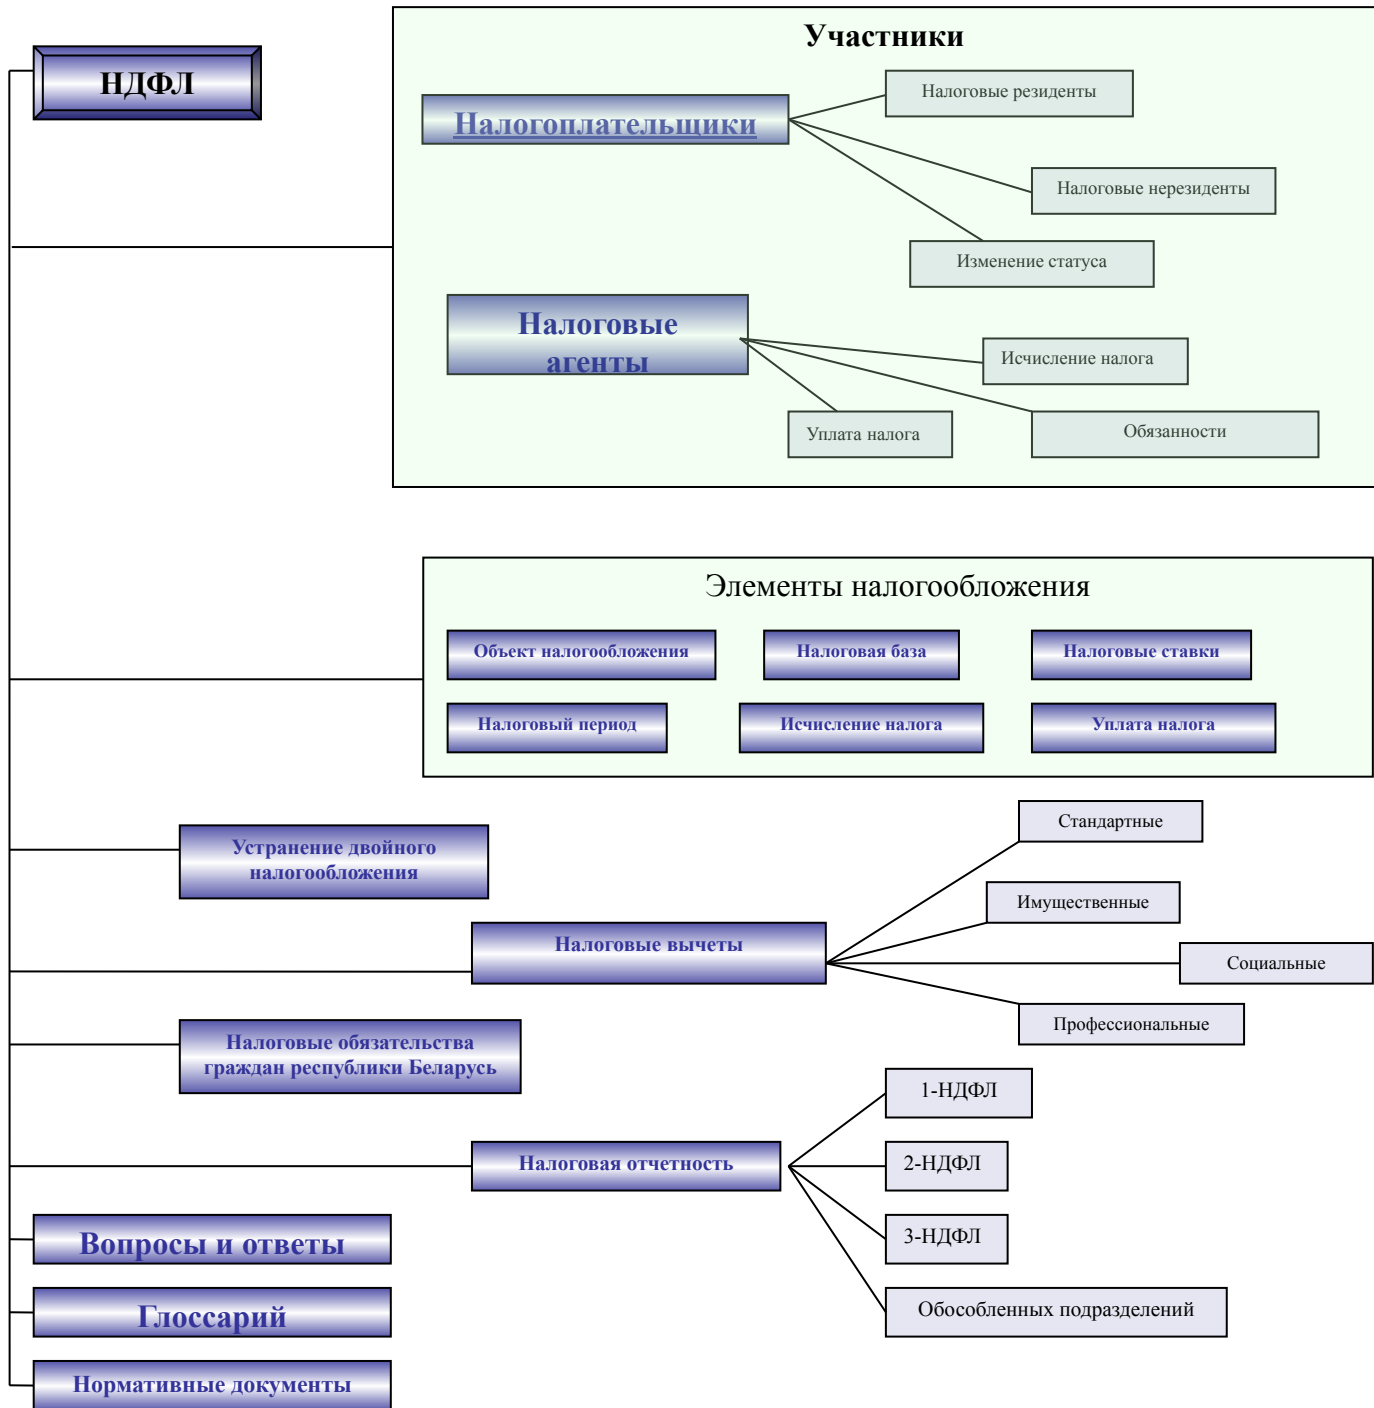 Участники
НДФЛ
Налоговые резиденты
Налогоплательщики
Налоговые нерезиденты
Изменение статуса
Налоговые
агенты
Исчисление налога
Уплата налога
Обязанности
Элементы налогообложения
Объект налогообложения
Налоговая база
Налоговые ставки
Налоговый период
Исчисление налога
Уплата налога
Стандартные
Устранение двойного
налогообложения
Имущественные
Налоговые вычеты
Социальные
Профессиональные
Налоговые обязательства
граждан республики Беларусь
1-НДФЛ
Налоговая отчетность
2-НДФЛ
3-НДФЛ
Вопросы и ответы
Обособленных подразделений
Глоссарий
Нормативные документы